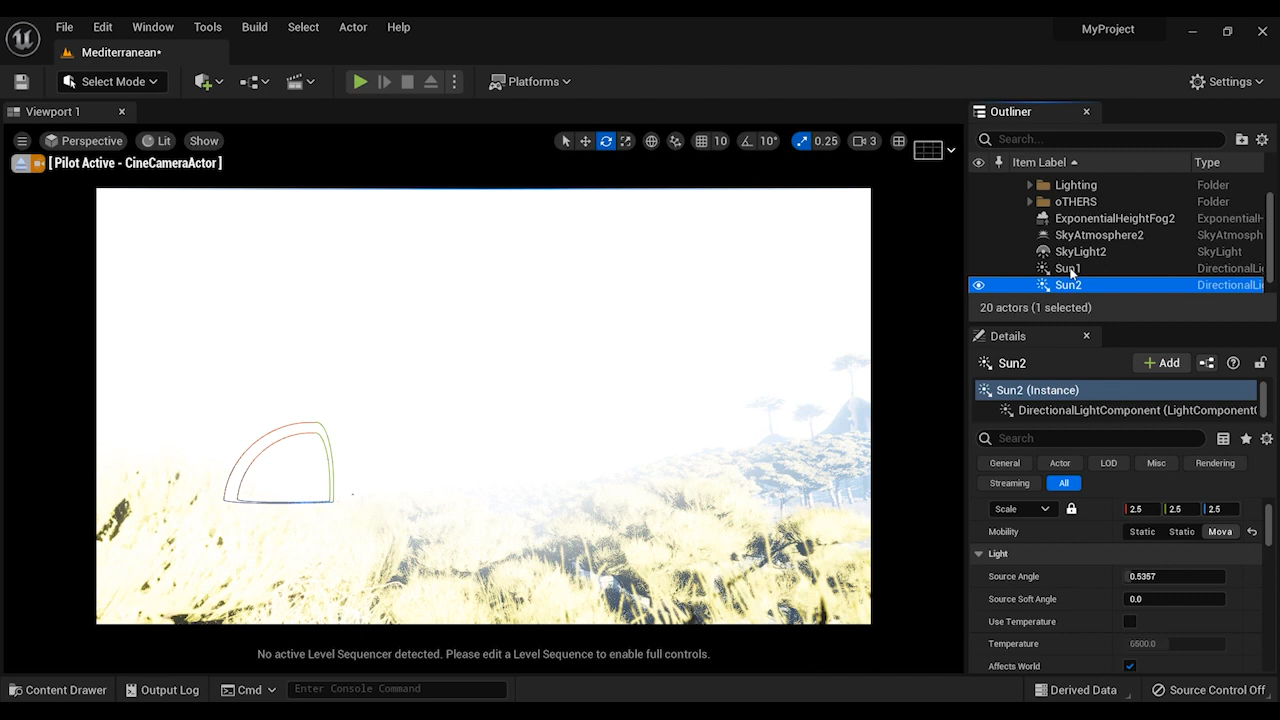 File Edit Window Tools Build Select Actor Help
MyProject
Mediterranean*
Select Mode
Platforms
Settings
Viewport 1
Outliner
Perspective Lit Show
10 10° 0.25 3
Search...
[ Pilot Active - CineCameraActor ]
Item Label Type
Lighting Folder
oTHERS Folder
ExponentialHeightFog2 ExponentialH
SkyAtmosphere2 SkyAtmosph
SkyLight2 SkyLight
Sun1 DirectionalLi
Sun2 DirectionalLi
20 actors (1 selected)
Details
Sun2
Add
Sun2 (Instance)
DirectionalLightComponent (LightComponent0
Search
General Actor LOD Misc Rendering
Streaming All
Scale 2.5 2.5 2.5
Mobility Static Static Mova
Light
Source Angle 0.5357
Source Soft Angle 0.0
Use Temperature
Temperature 6500.0
Affects World
No active Level Sequencer detected. Please edit a Level Sequence to enable full controls.
Content Drawer Output Log Cmd Enter Console Command
Derived Data Source Control Off